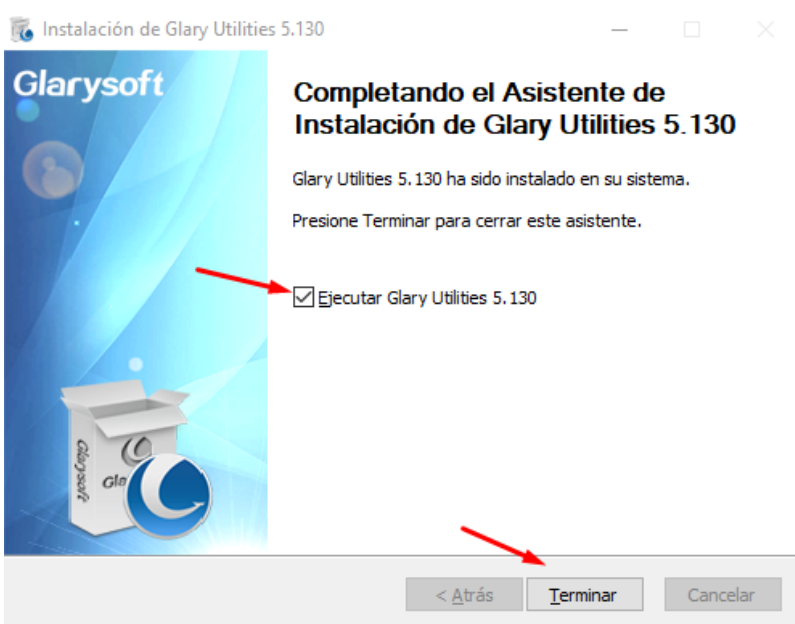 Instalación de Glary Utilities 5.130
Glarysoft
Completando el Asistente de
Instalación de Glary Utilities 5.130
Glary Utilities 5.130 ha sido instalado en su sistema.
Presione Terminar para cerrar este asistente.
Ejecutar Glary Utilities 5.130
Glarysoft
Gla
< Atrás
Terminar
Cancelar